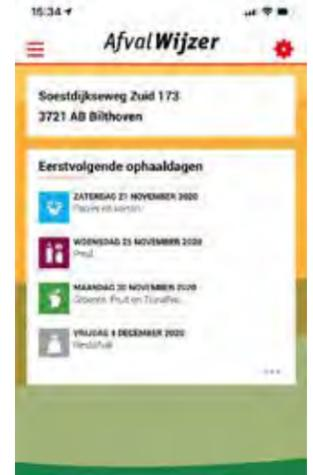 15:34
AfvalWijzer
Soestdijkseweg Zuid 173
3721 AB Bilthoven
Eerstvolgende ophaaldagen
ZATERDAG 21 NOVEMBER 2020
Papier en karton
WOENSDAG 25 NOVEMBER 2020
Pmd
MAANDAG 30 NOVEMBER 2020
Groente, Fruit en Tuinafval
VRIJDAG 4 DECEMBER 2020
Restafval